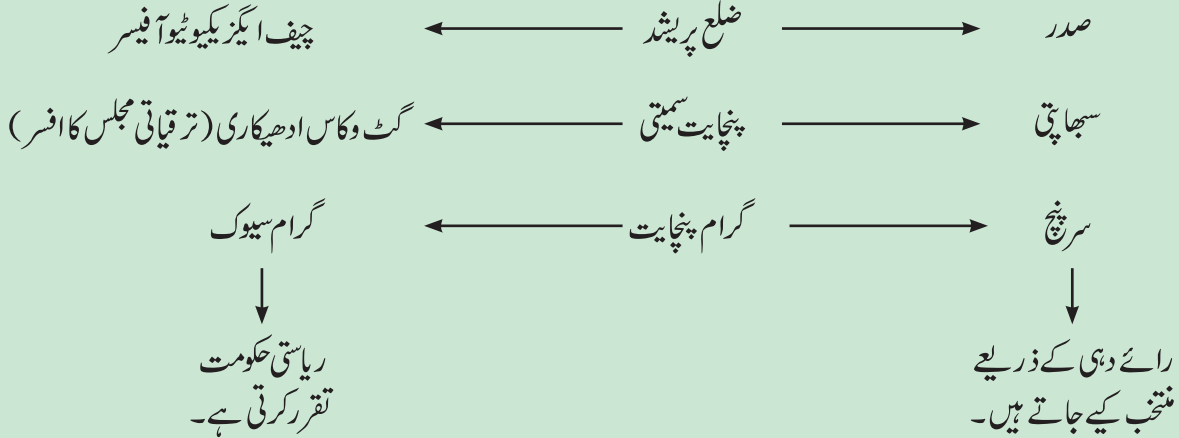 صدر ضلع پریشد چیف ایگزیکیوٹیو آفیسر
سبھاپتی پنچایت سمیتی گٹ وکاس ادھیکاری (ترقیاتی مجلس کا افسر)
سرپنچ گرام پنچایت گرام سیوک
رائے دہی کے ذریعے
منتخب کیے جاتے ہیں۔
ریاستی حکومت
تقرر کرتی ہے۔